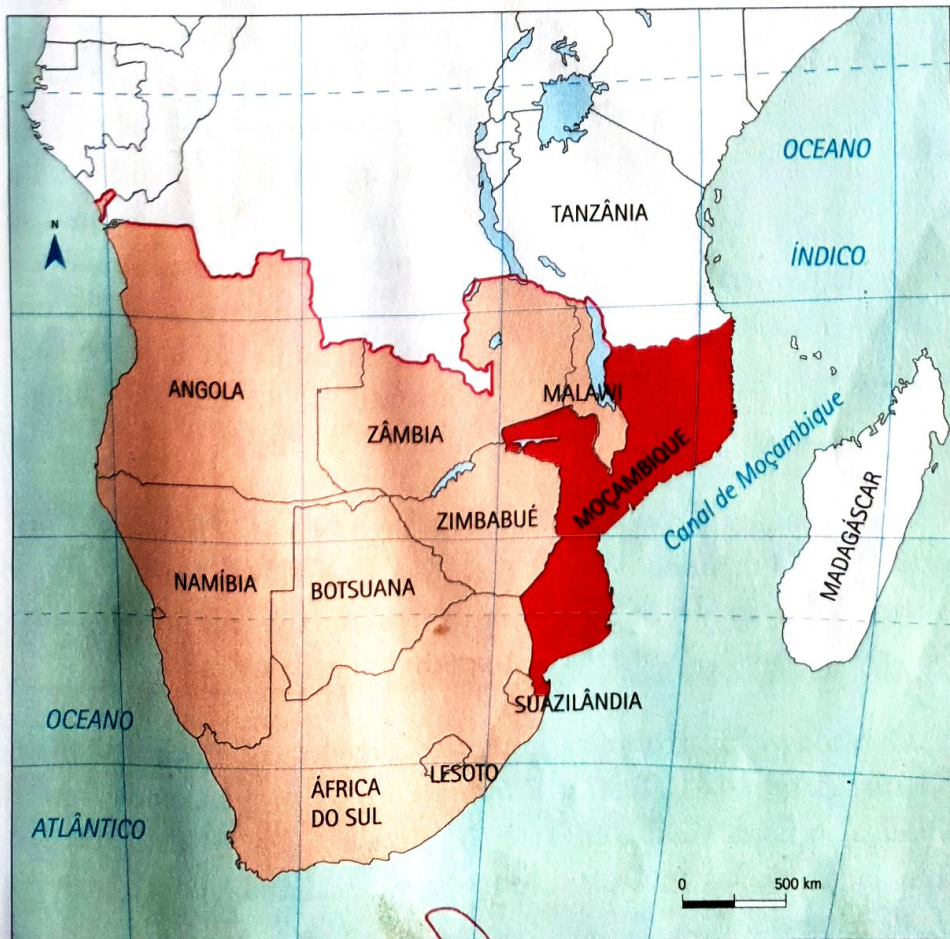 OCEANO
ÍNDICO
TANZÂNIA
N
ANGOLA
MALAWI
ZÂMBIA
MOÇAMBIQUE
Canal de Moçambique
ZIMBABUÉ
MADAGÁSCAR
NAMÍBIA
BOTSUANA
SUAZILÂNDIA
OCEANO
ATLÂNTICO
LESOTO
ÁFRICA
DO SUL
0 500 km